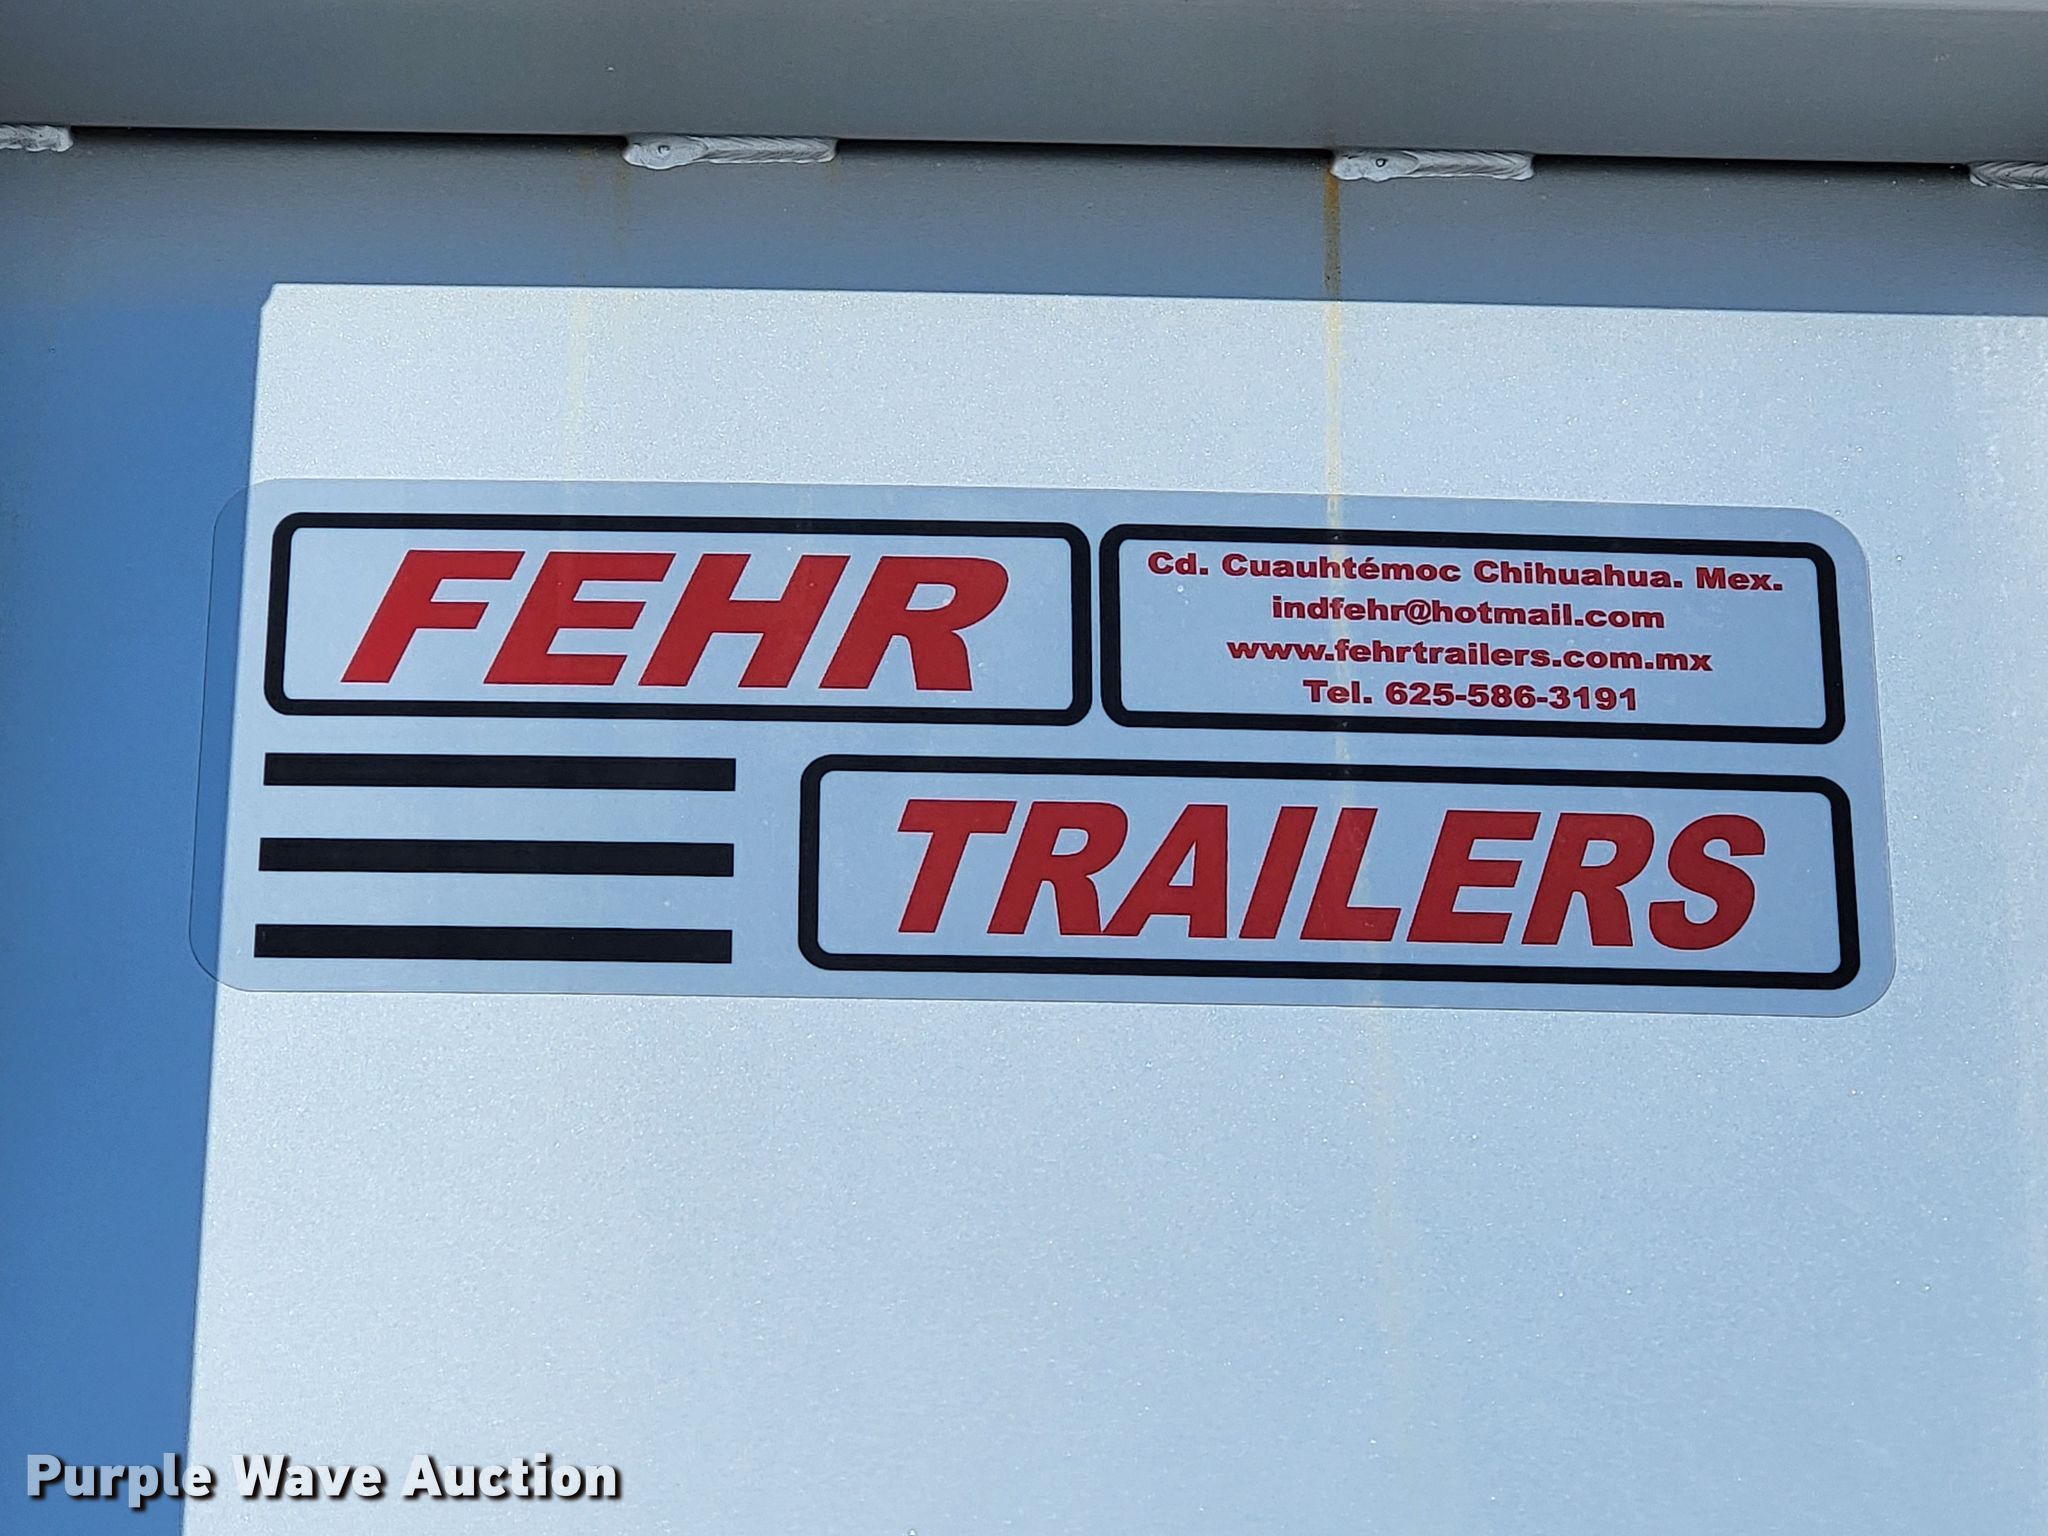 FEHR
Cd. Cuauhtémoc Chihuahua. Mex.
indfehr@hotmail.com
www.fehrtrailers.com.mx
Tel. 625-586-3191
TRAILERS
Purple Wave Auction